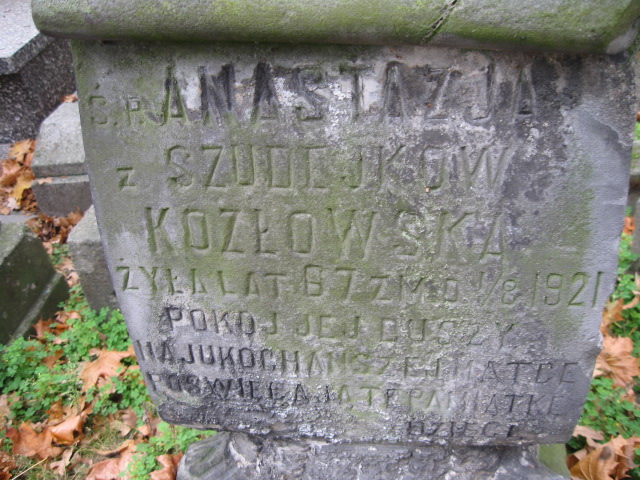 Ś.P. ANASTAZJA
z SZUDEJKÓW
KOZŁOWSKA
ŻYŁA LAT 67 ZM. D 1/8 1921
POKÓJ JEJ DUSZY
NAJUKOCHAŃSZEJ MATCE
POŚWIĘCAJĄ TĘ PAMIĄTKĘ
DZIECI